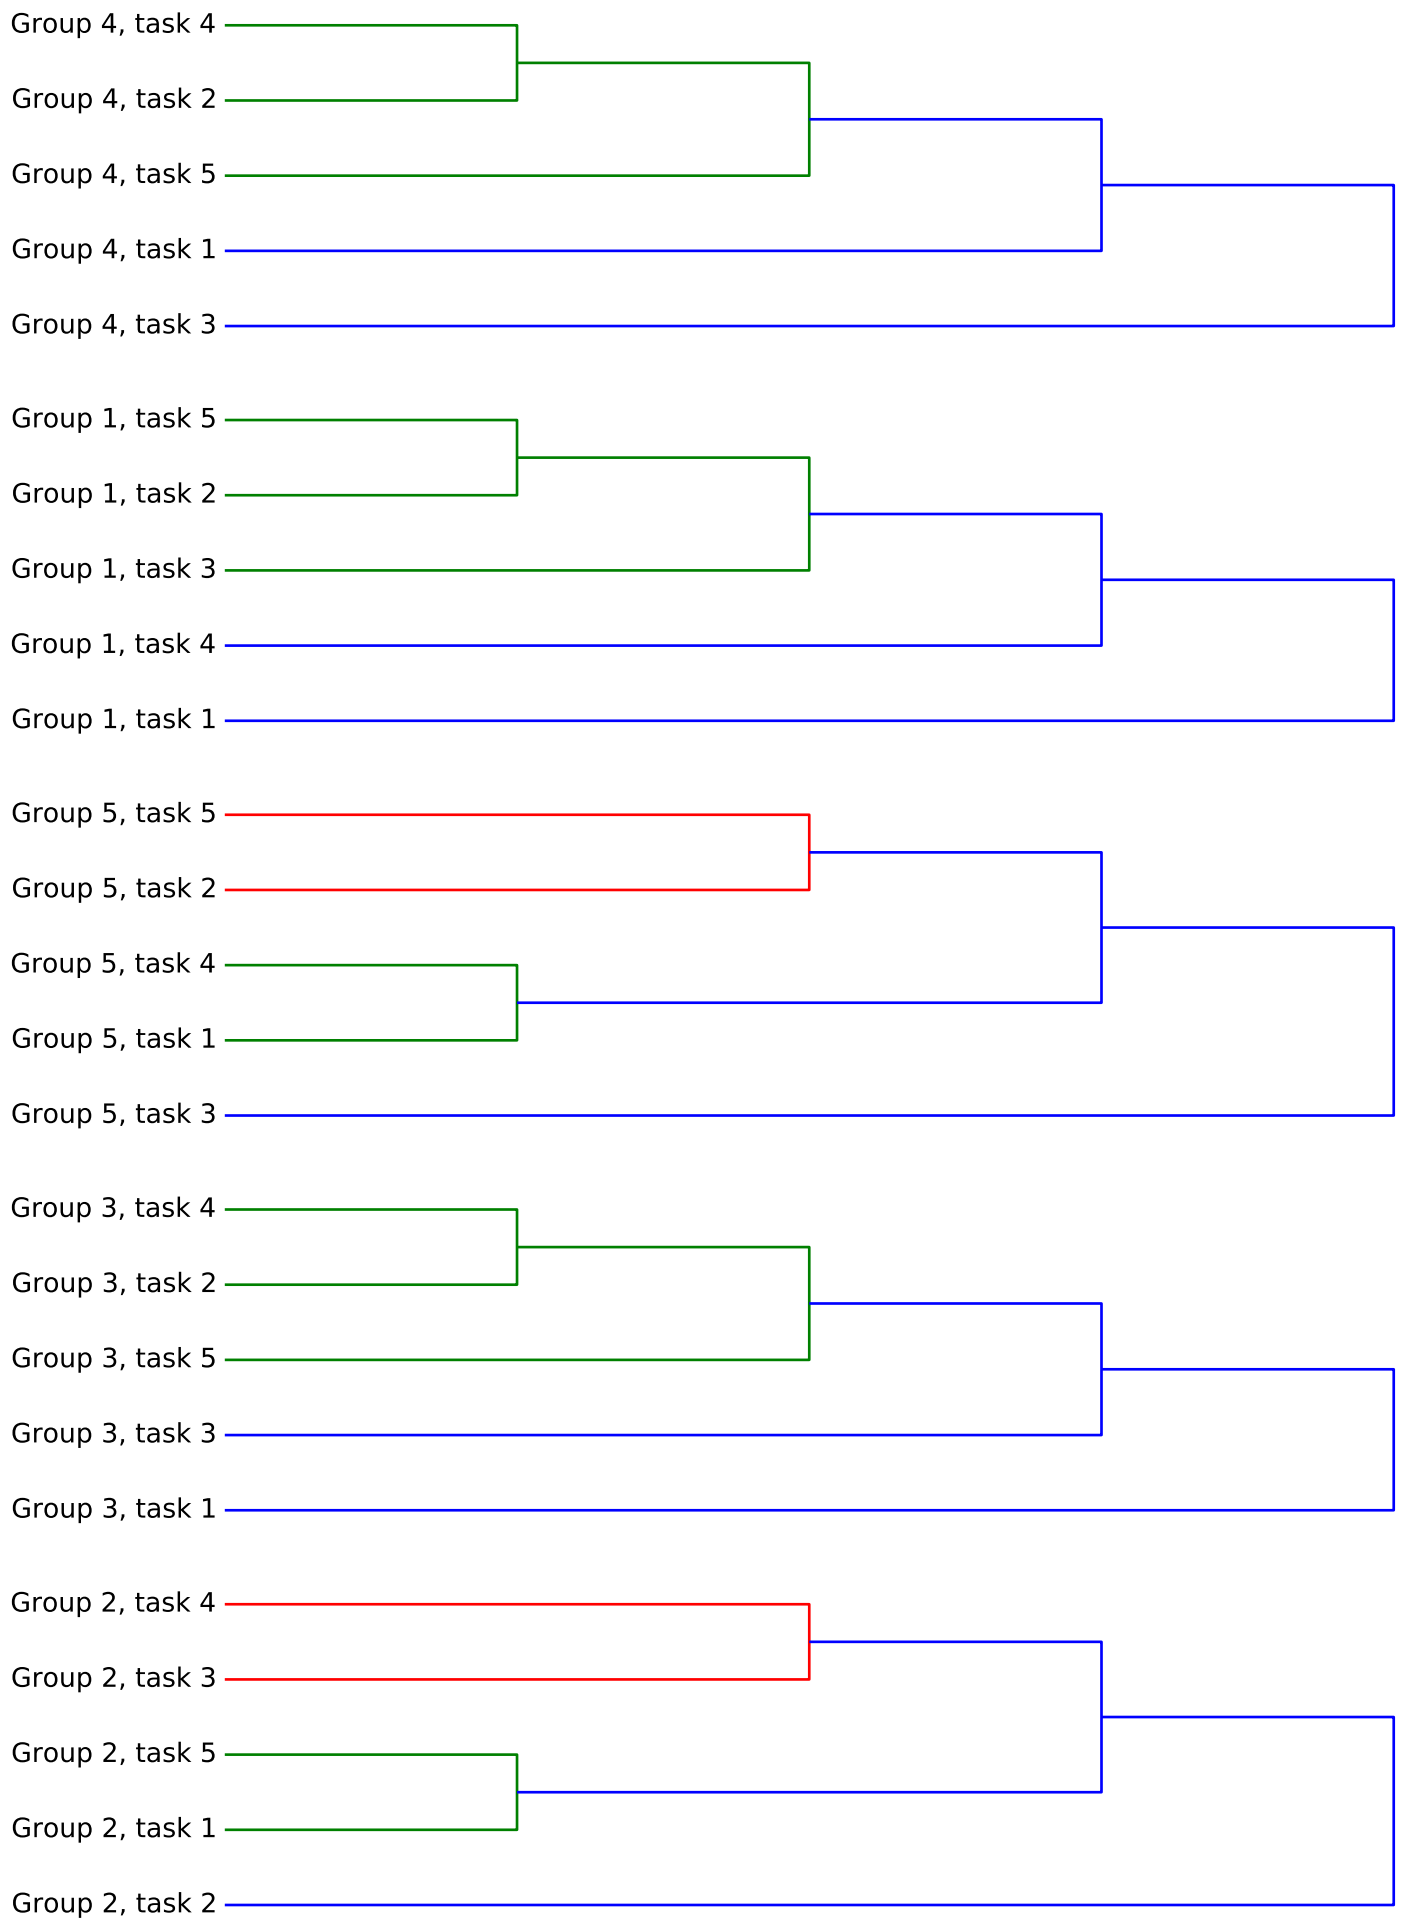 Group 4, task 4
Group 4, task 2
Group 4, task 5
Group 4, task 1
Group 4, task 3
Group 1, task 5
Group 1, task 2
Group 1, task 3
Group 1, task 4
Group 1, task 1
Group 5, task 5
Group 5, task 2
Group 5, task 4
Group 5, task 1
Group 5, task 3
Group 3, task 4
Group 3, task 2
Group 3, task 5
Group 3, task 3
Group 3, task 1
Group 2, task 4
Group 2, task 3
Group 2, task 5
Group 2, task 1
Group 2, task 2